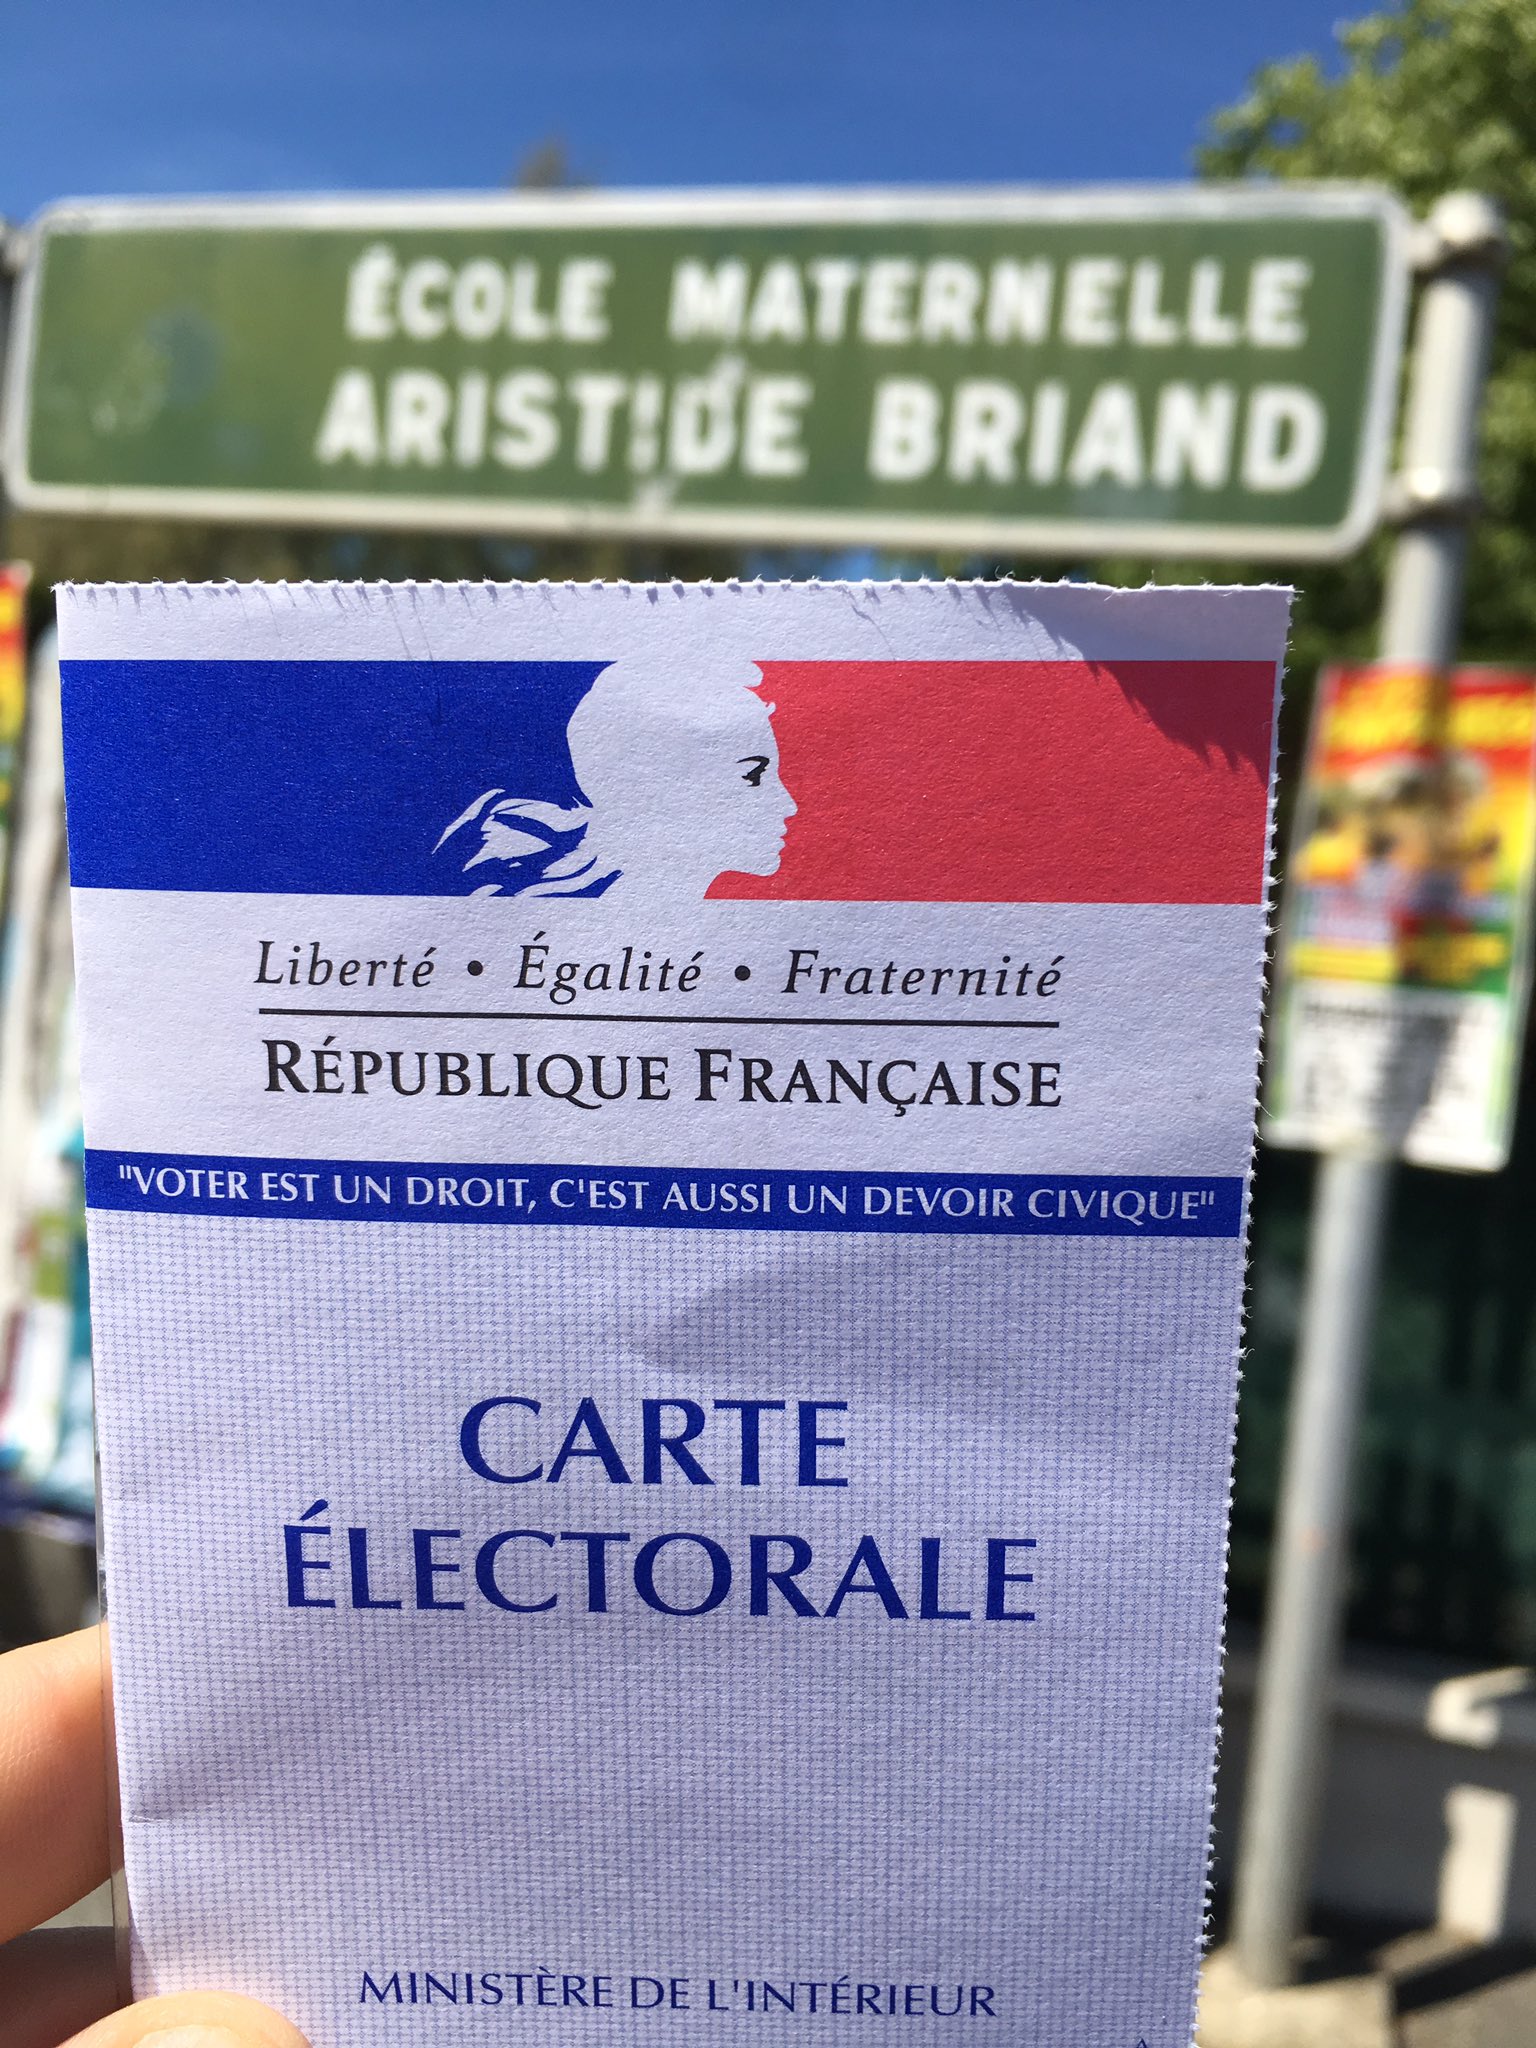 ÉCOLE MATERNELLE
ARISTIDE BRIAND
Liberté • Égalité • Fraternité
RÉPUBLIQUE FRANÇAISE
"VOTER EST UN DROIT, C'EST AUSSI UN DEVOIR CIVIQUE"
CARTE
ÉLECTORALE
MINISTÈRE DE L'INTÉRIEUR